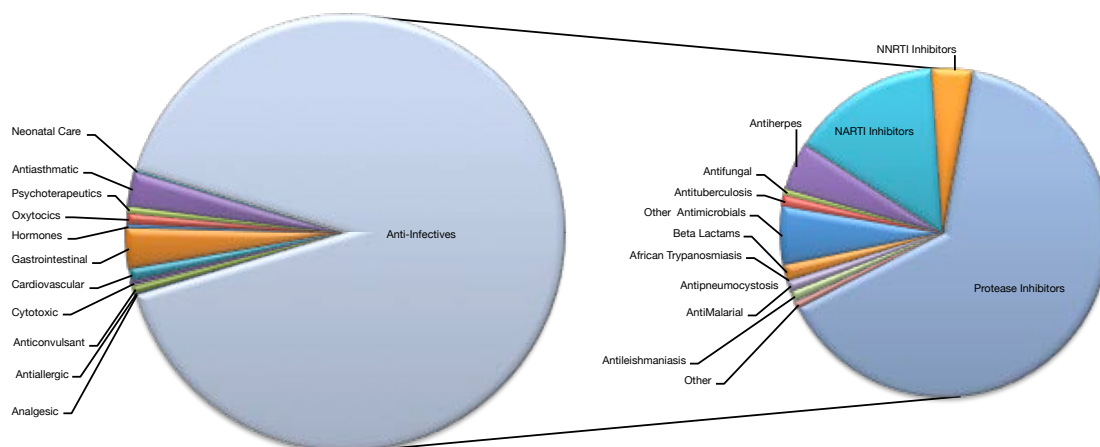 Neonatal Care
Antiasthmatic
Psychoterapeutics
Oxytocics
Hormones
Gastrointestinal
Cardiovascular
Cytotoxic
Anticonvulsant
Antiallergic
Analgesic
Anti-Infectives
NNRTI Inhibitors
NARTI Inhibitors
Antiherpes
Antifungal
Antituberculosis
Other Antimicrobials
Beta Lactams
African Trypanosmiasis
Antipneumocystosis
AntiMalarial
Antileishmaniasis
Other
Protease Inhibitors